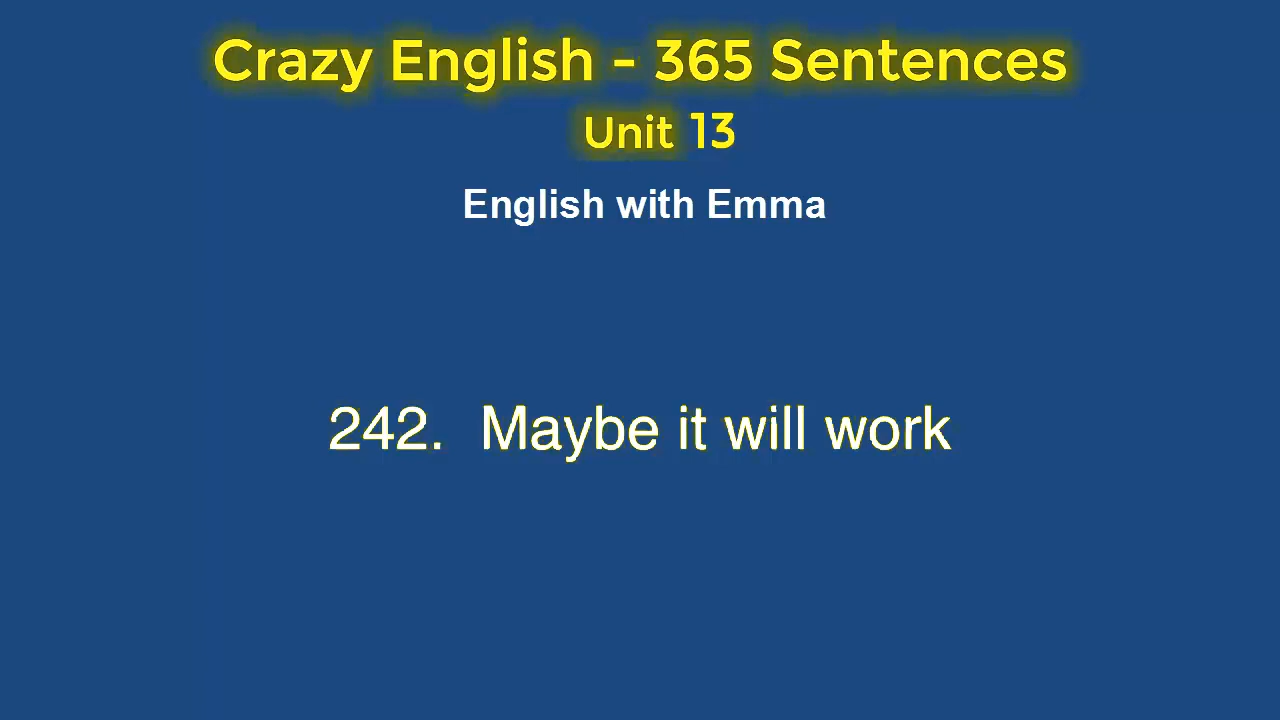 Crazy English - 365 Sentences
Unit 13
English with Emma
242. Maybe it will work